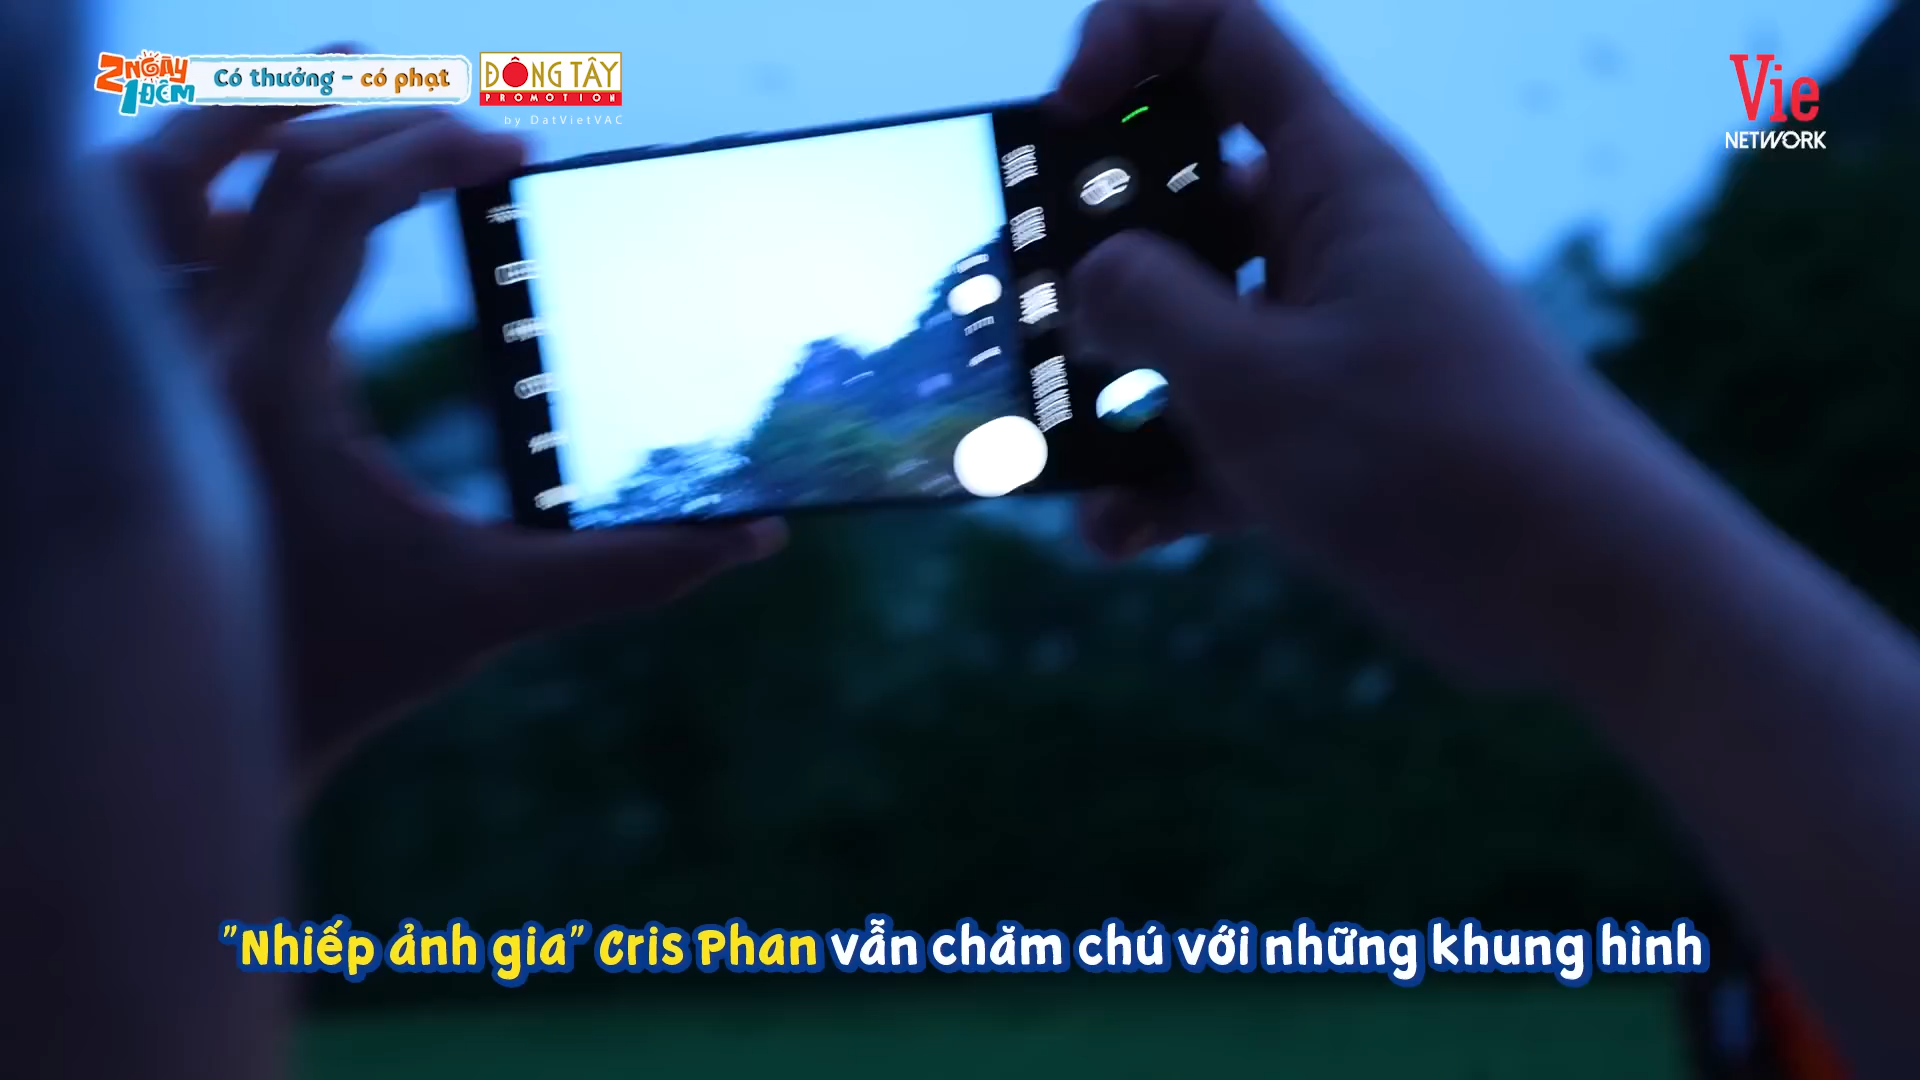 2 NGÀY 1 ĐÊM
Có thưởng - có phạt
ĐÔNG TÂY
PROMOTION
by DatVietVAC
Vie
NETWORK
VIDEO
"Nhiếp ảnh gia" Cris Phan vẫn chăm chú với những khung hình